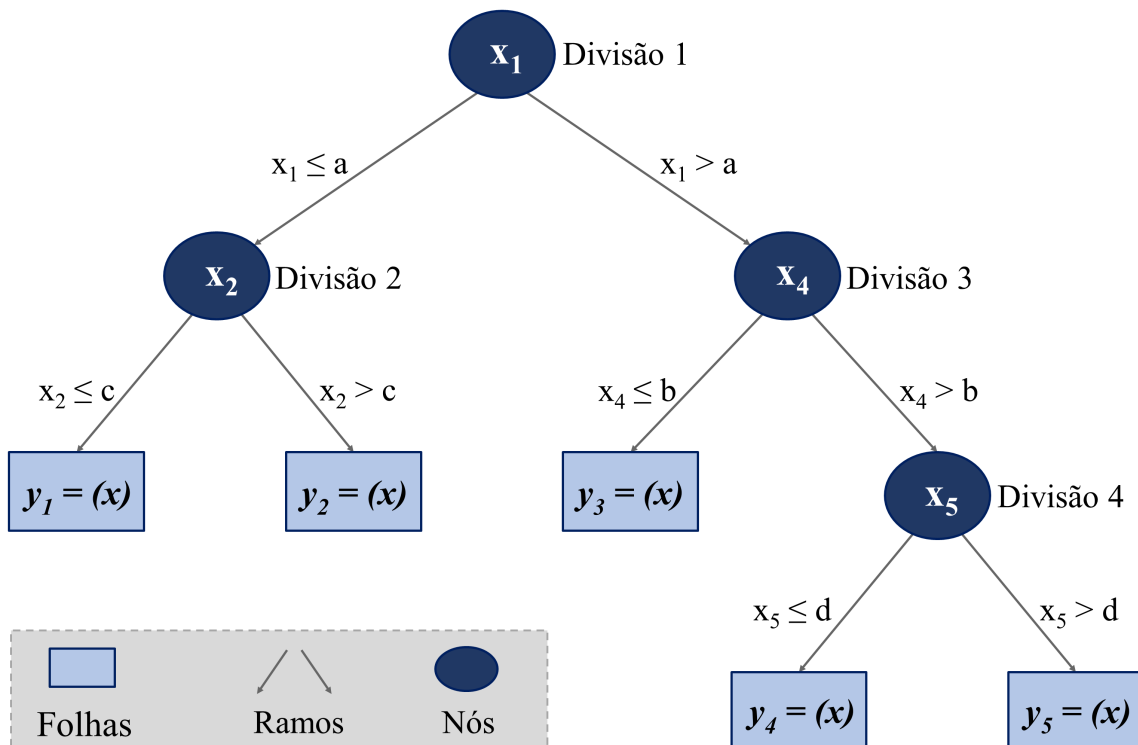 x₁ Divisão 1
x₁ ≤ a
x₁ > a
x₂ Divisão 2
x₄ Divisão 3
x₂ ≤ c
x₂ > c
x₄ ≤ b
x₄ > b
y₁ = (x)
y₂ = (x)
y₃ = (x)
x₅ Divisão 4
x₅ ≤ d
x₅ > d
y₄ = (x)
y₅ = (x)
Folhas
Ramos
Nós